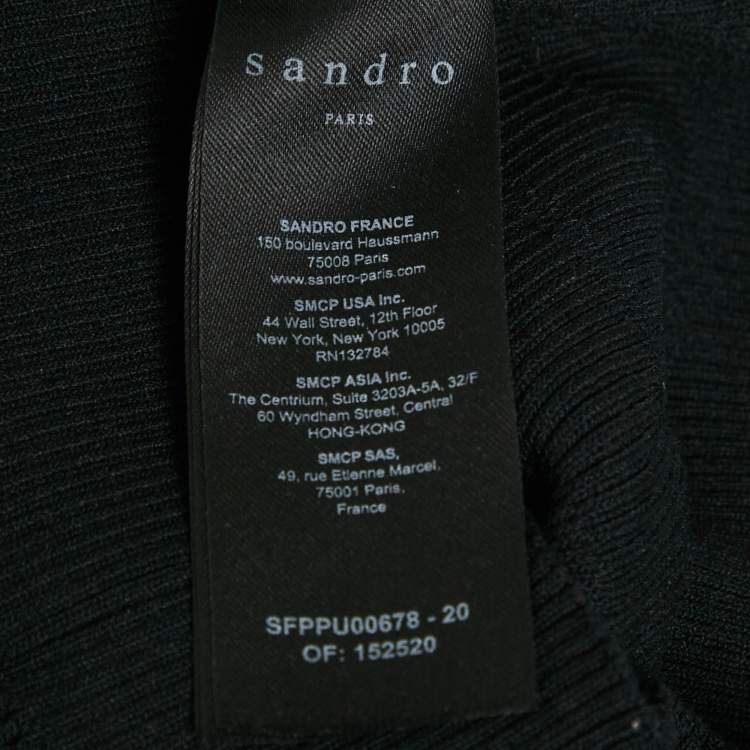 sandro
PARIS
SANDRO FRANCE
150 boulevard Haussmann
75008 Paris
www.sandro-paris.com
SMCP USA Inc.
44 Wall Street, 12th Floor
New York, New York 10005
RN132784
SMCP ASIA Inc.
The Centrium, Suite 3203A-5A, 32/F
60 Wyndham Street, Central
HONG-KONG
SMCP SAS,
49, rue Etienne Marcel,
75001 Paris,
France
SFPPU00678 - 20
OF: 152520